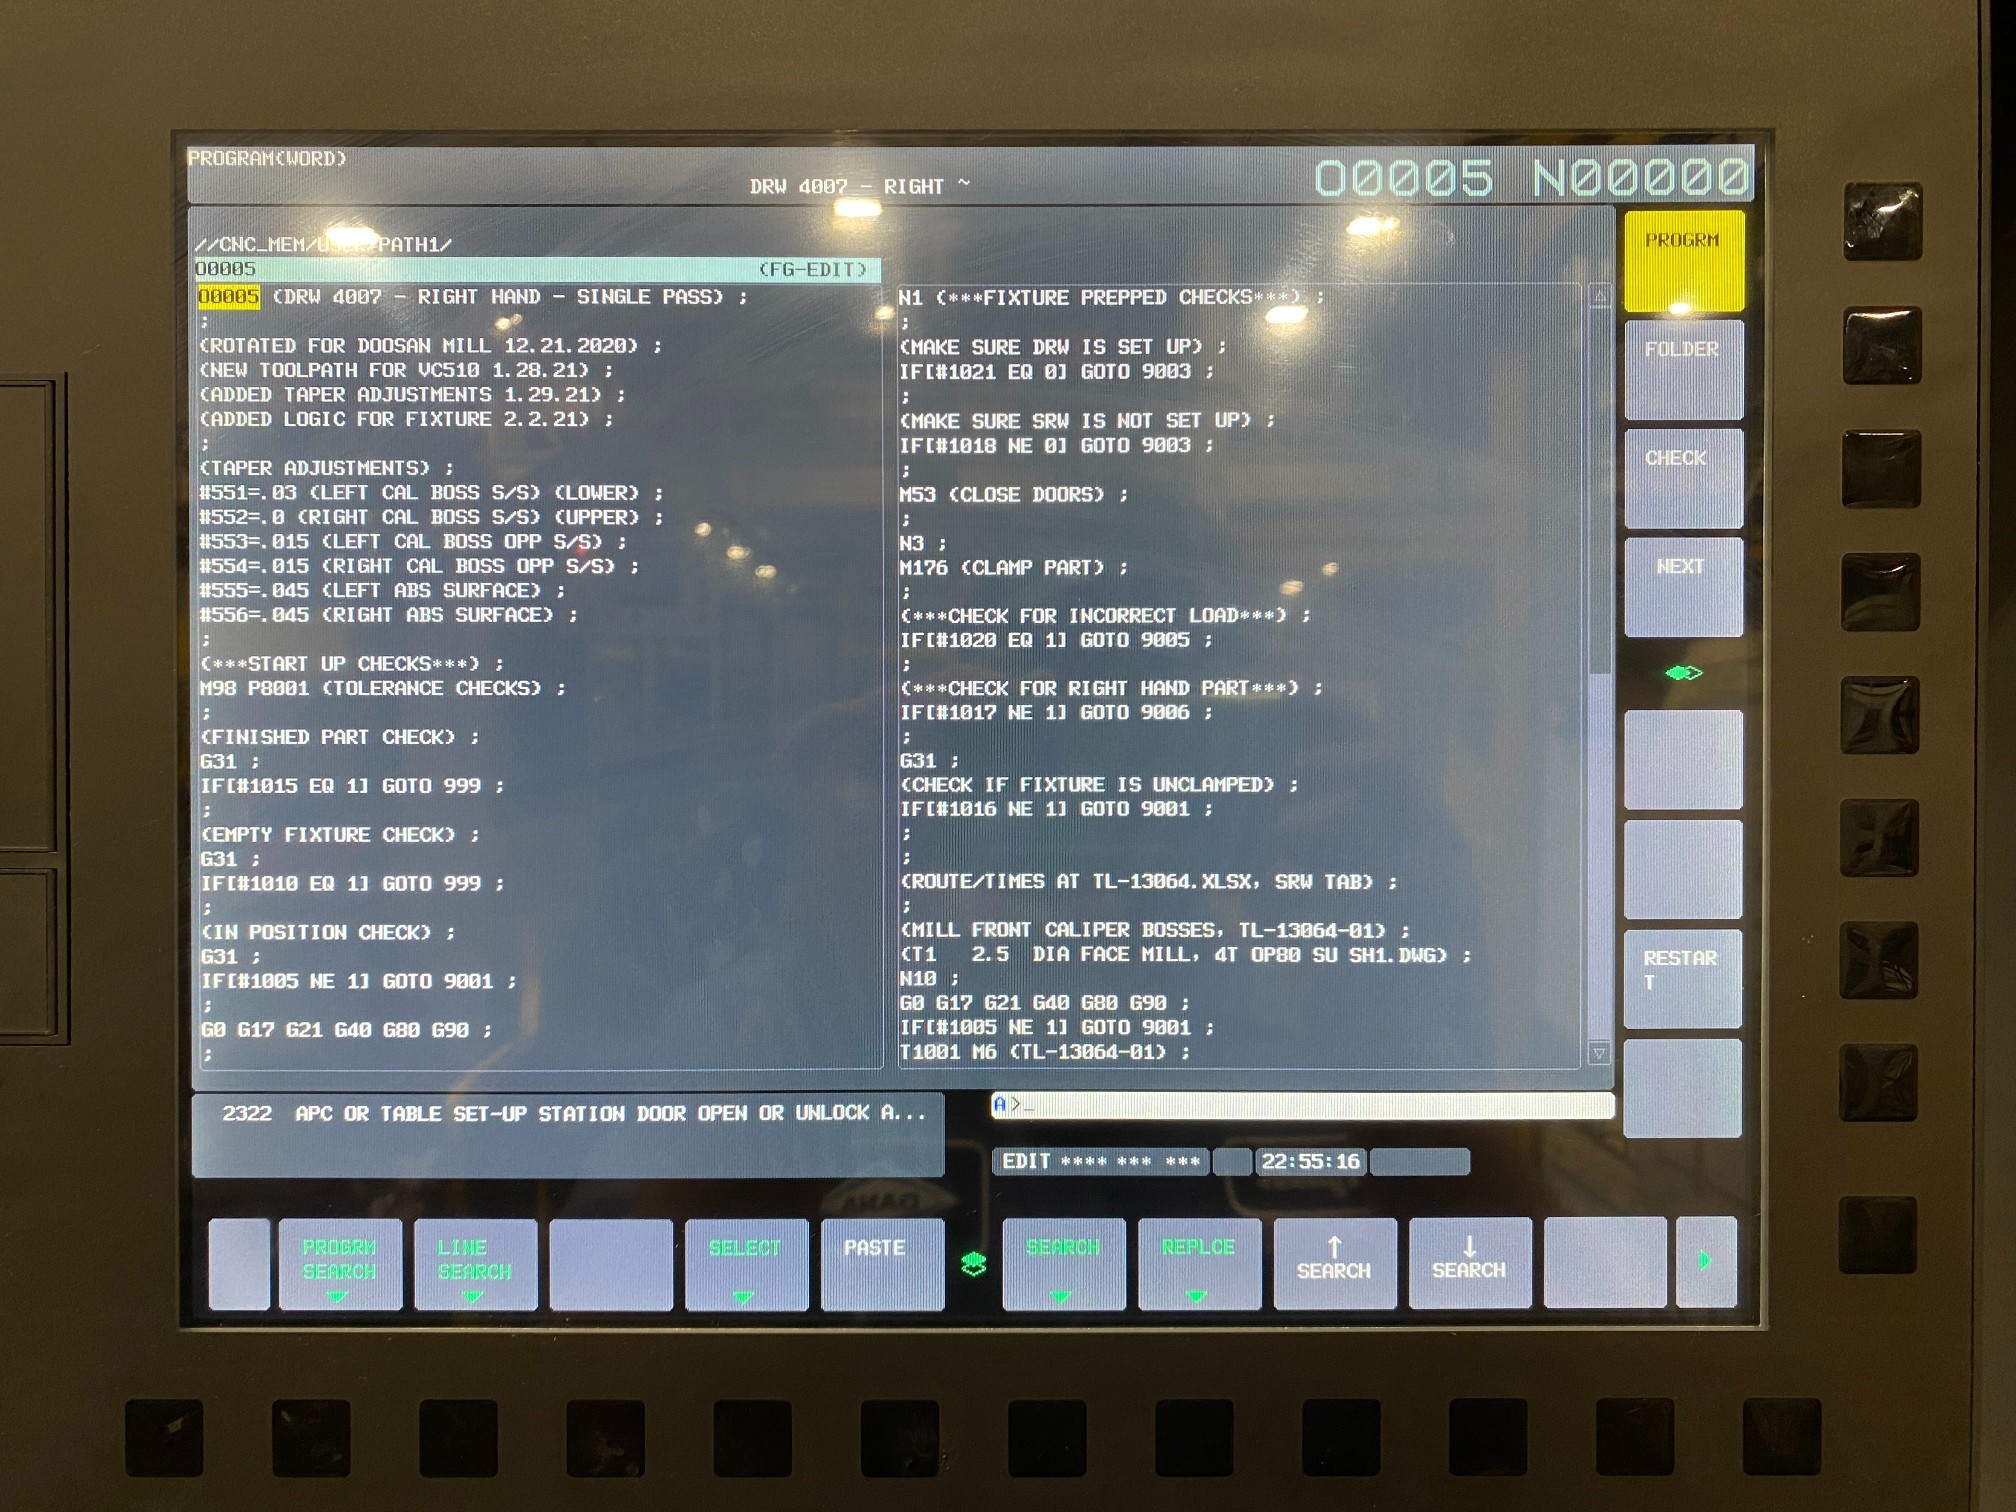 PROGRAM(WORD)
DRW 4007 - RIGHT ~
O0005 N00000
//CNC_MEM/USER/PATH1/
O0005 (FG-EDIT)
O0005 (DRW 4007 - RIGHT HAND - SINGLE PASS) ;
;
(ROTATED FOR DOOSAN MILL 12.21.2020) ;
(NEW TOOLPATH FOR VC510 1.28.21) ;
(ADDED TAPER ADJUSTMENTS 1.29.21) ;
(ADDED LOGIC FOR FIXTURE 2.2.21) ;
;
(TAPER ADJUSTMENTS) ;
#551=.03 (LEFT CAL BOSS S/S) (LOWER) ;
#552=.0 (RIGHT CAL BOSS S/S) (UPPER) ;
#553=.015 (LEFT CAL BOSS OPP S/S) ;
#554=.015 (RIGHT CAL BOSS OPP S/S) ;
#555=.045 (LEFT ABS SURFACE) ;
#556=.045 (RIGHT ABS SURFACE) ;
;
(***START UP CHECKS***) ;
M98 P8001 (TOLERANCE CHECKS) ;
;
(FINISHED PART CHECK) ;
G31 ;
IF[#1015 EQ 1] GOTO 999 ;
;
(EMPTY FIXTURE CHECK) ;
G31 ;
IF[#1010 EQ 1] GOTO 999 ;
;
(IN POSITION CHECK) ;
G31 ;
IF[#1005 NE 1] GOTO 9001 ;
;
G0 G17 G21 G40 G80 G90 ;
;
N1 (***FIXTURE PREPPED CHECKS***) ;
;
(MAKE SURE DRW IS SET UP) ;
IF[#1021 EQ 0] GOTO 9003 ;
;
(MAKE SURE SRW IS NOT SET UP) ;
IF[#1018 NE 0] GOTO 9003 ;
;
M53 (CLOSE DOORS) ;
;
N3 ;
M176 (CLAMP PART) ;
;
(***CHECK FOR INCORRECT LOAD***) ;
IF[#1020 EQ 1] GOTO 9005 ;
;
(***CHECK FOR RIGHT HAND PART***) ;
IF[#1017 NE 1] GOTO 9006 ;
;
G31 ;
(CHECK IF FIXTURE IS UNCLAMPED) ;
IF[#1016 NE 1] GOTO 9001 ;
;
;
(ROUTE/TIMES AT TL-13064.XLSX, SRW TAB) ;
;
(MILL FRONT CALIPER BOSSES, TL-13064-01) ;
(T1 2.5 DIA FACE MILL, 4T OP80 SU SH1.DWG) ;
N10 ;
G0 G17 G21 G40 G80 G90 ;
IF[#1005 NE 1] GOTO 9001 ;
T1001 M6 (TL-13064-01) ;
PROGRM
FOLDER
CHECK
NEXT
RESTAR
T
2322 APC OR TABLE SET-UP STATION DOOR OPEN OR UNLOCK A...
A>_
EDIT **** *** *** 22:55:16
PROGRM
SEARCH
LINE
SEARCH
SELECT
PASTE
SEARCH
REPLCE
↑
SEARCH
↓
SEARCH